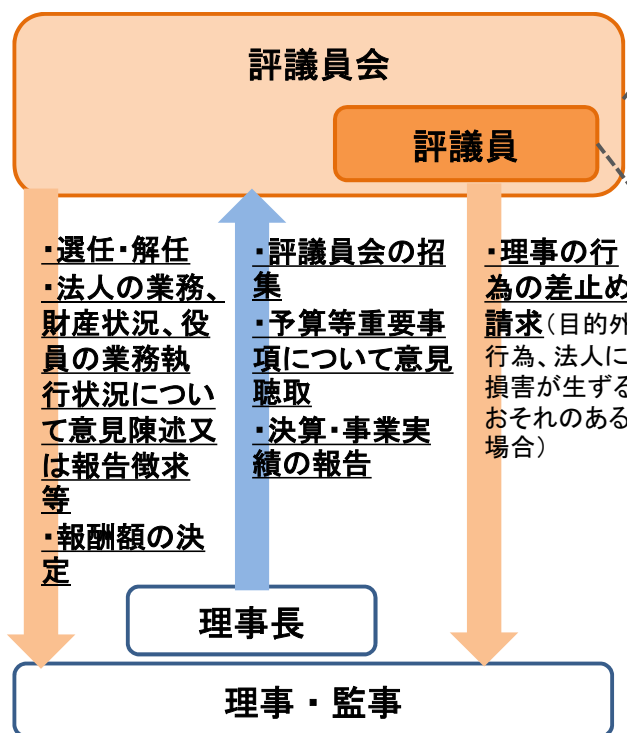 評議員会
評議員
・選任・解任
・法人の業務、
財産状況、役
員の業務執
行状況につい
て意見陳述又
は報告徴求
等
・報酬額の決
定
・評議員会の招
集
・予算等重要事
項について意見
聴取
・決算・事業実
績の報告
・理事の行
為の差止め
請求(目的外
行為、法人に
損害が生ずる
おそれのある
場合)
理事長
理事・監事